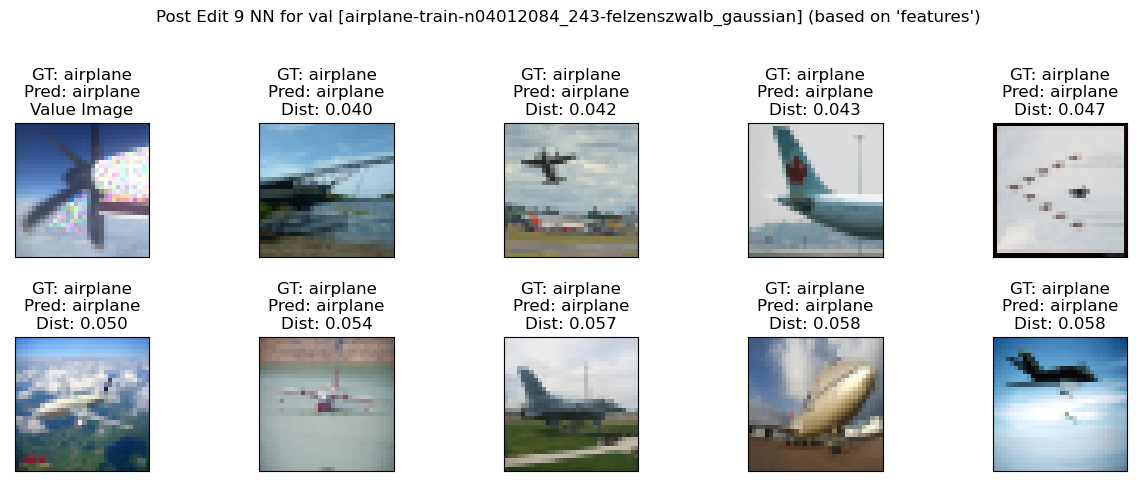 Post Edit 9 NN for val [airplane-train-n04012084_243-felzenszwalb_gaussian] (based on 'features')
GT: airplane
Pred: airplane
Value Image
GT: airplane
Pred: airplane
Dist: 0.040
GT: airplane
Pred: airplane
Dist: 0.042
GT: airplane
Pred: airplane
Dist: 0.043
GT: airplane
Pred: airplane
Dist: 0.047
GT: airplane
Pred: airplane
Dist: 0.050
GT: airplane
Pred: airplane
Dist: 0.054
GT: airplane
Pred: airplane
Dist: 0.057
GT: airplane
Pred: airplane
Dist: 0.058
GT: airplane
Pred: airplane
Dist: 0.058